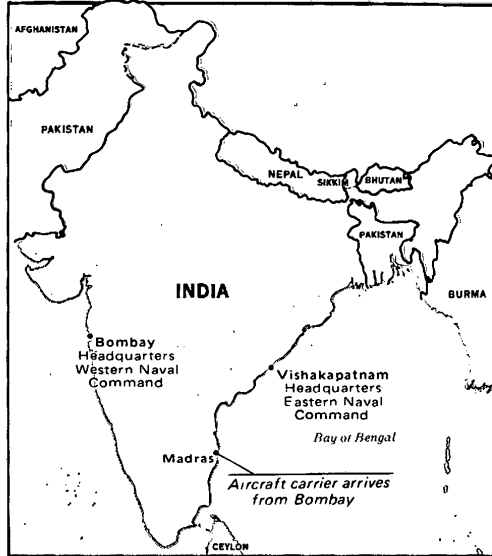 AFGHANISTAN
PAKISTAN
NEPAL
SIKKIM
BHUTAN
PAKISTAN
INDIA
BURMA
Bombay
Headquarters
Western Naval
Command
Vishakapatnam
Headquarters
Eastern Naval
Command
Bay of Bengal
Madras
Aircraft carrier arrives
from Bombay
CEYLON